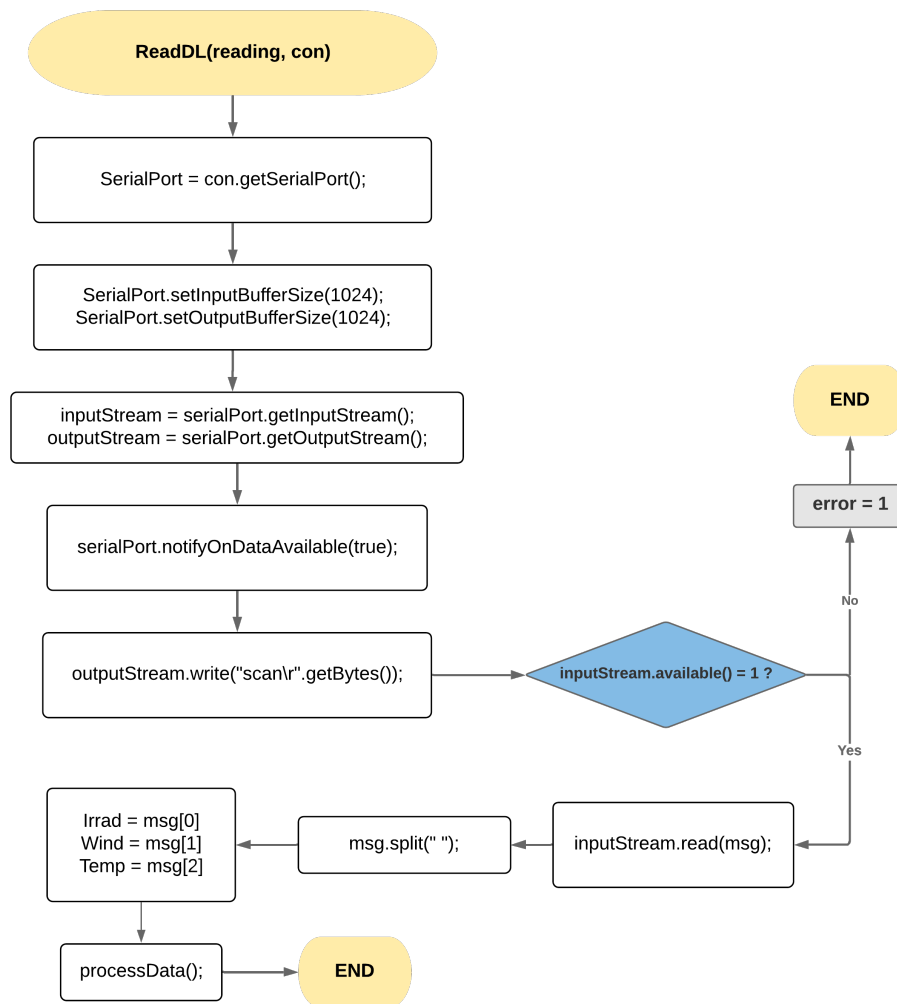 ReadDL(reading, con)
SerialPort = con.getSerialPort();
SerialPort.setInputBufferSize(1024);
SerialPort.setOutputBufferSize(1024);
inputStream = serialPort.getInputStream();
outputStream = serialPort.getOutputStream();
serialPort.notifyOnDataAvailable(true);
outputStream.write("scan\r".getBytes());
inputStream.available() = 1 ?
No
error = 1
END
Yes
inputStream.read(msg);
msg.split(" ");
Irrad = msg[0]
Wind = msg[1]
Temp = msg[2]
processData();
END